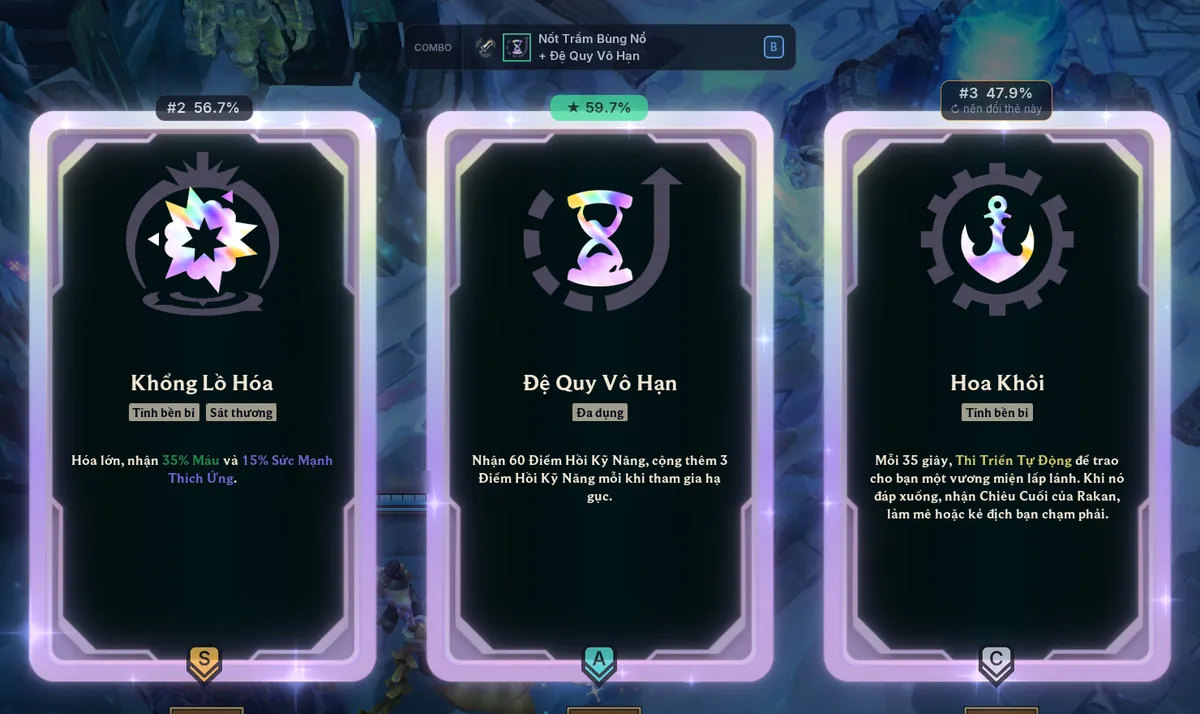 COMBO
Nốt Trầm Bùng Nổ
+ Đệ Quy Vô Hạn
B
#2 56.7%
★ 59.7%
#3 47.9%
↻ nên đổi thẻ này
Khổng Lồ Hóa
Tính bền bỉ Sát thương
Hóa lớn, nhận 35% Máu và 15% Sức Mạnh
Thích Ứng.
S
Đệ Quy Vô Hạn
Đa dụng
Nhận 60 Điểm Hồi Kỹ Năng, cộng thêm 3
Điểm Hồi Kỹ Năng mỗi khi tham gia hạ
gục.
A
Hoa Khôi
Tính bền bỉ
Mỗi 35 giây, Thi Triển Tự Động để trao
cho bạn một vương miện lấp lánh. Khi nó
đáp xuống, nhận Chiêu Cuối của Rakan,
làm mê hoặc kẻ địch bạn chạm phải.
C